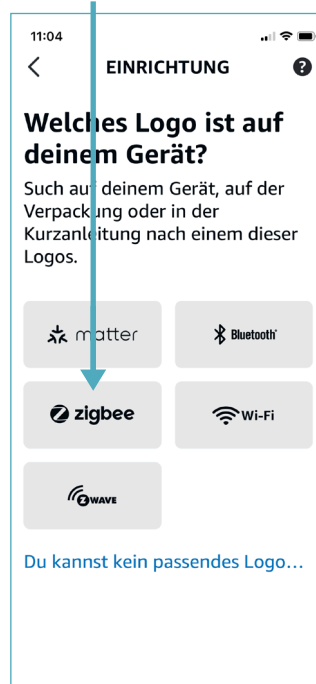 11:04
EINRICHTUNG
Welches Logo ist auf
deinem Gerät?
Such auf deinem Gerät, auf der
Verpackung oder in der
Kurzanleitung nach einem dieser
Logos.
matter
Bluetooth
zigbee
Wi-Fi
Z WAVE
Du kannst kein passendes Logo…